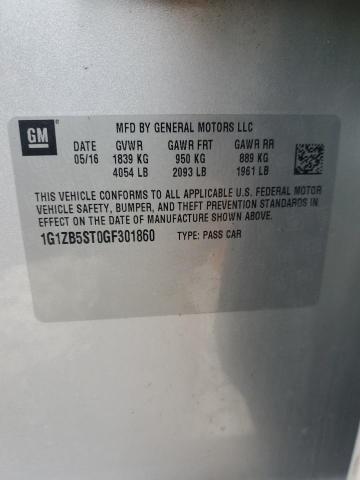 GM
MFD BY GENERAL MOTORS LLC
DATE GVWR GAWR FRT GAWR RR
05/16 1839 KG 950 KG 889 KG
4054 LB 2093 LB 1961 LB
THIS VEHICLE CONFORMS TO ALL APPLICABLE U.S. FEDERAL MOTOR
VEHICLE SAFETY, BUMPER, AND THEFT PREVENTION STANDARDS
IN EFFECT ON THE DATE OF MANUFACTURE SHOWN ABOVE.
1G1ZB5ST0GF301860 TYPE: PASS CAR